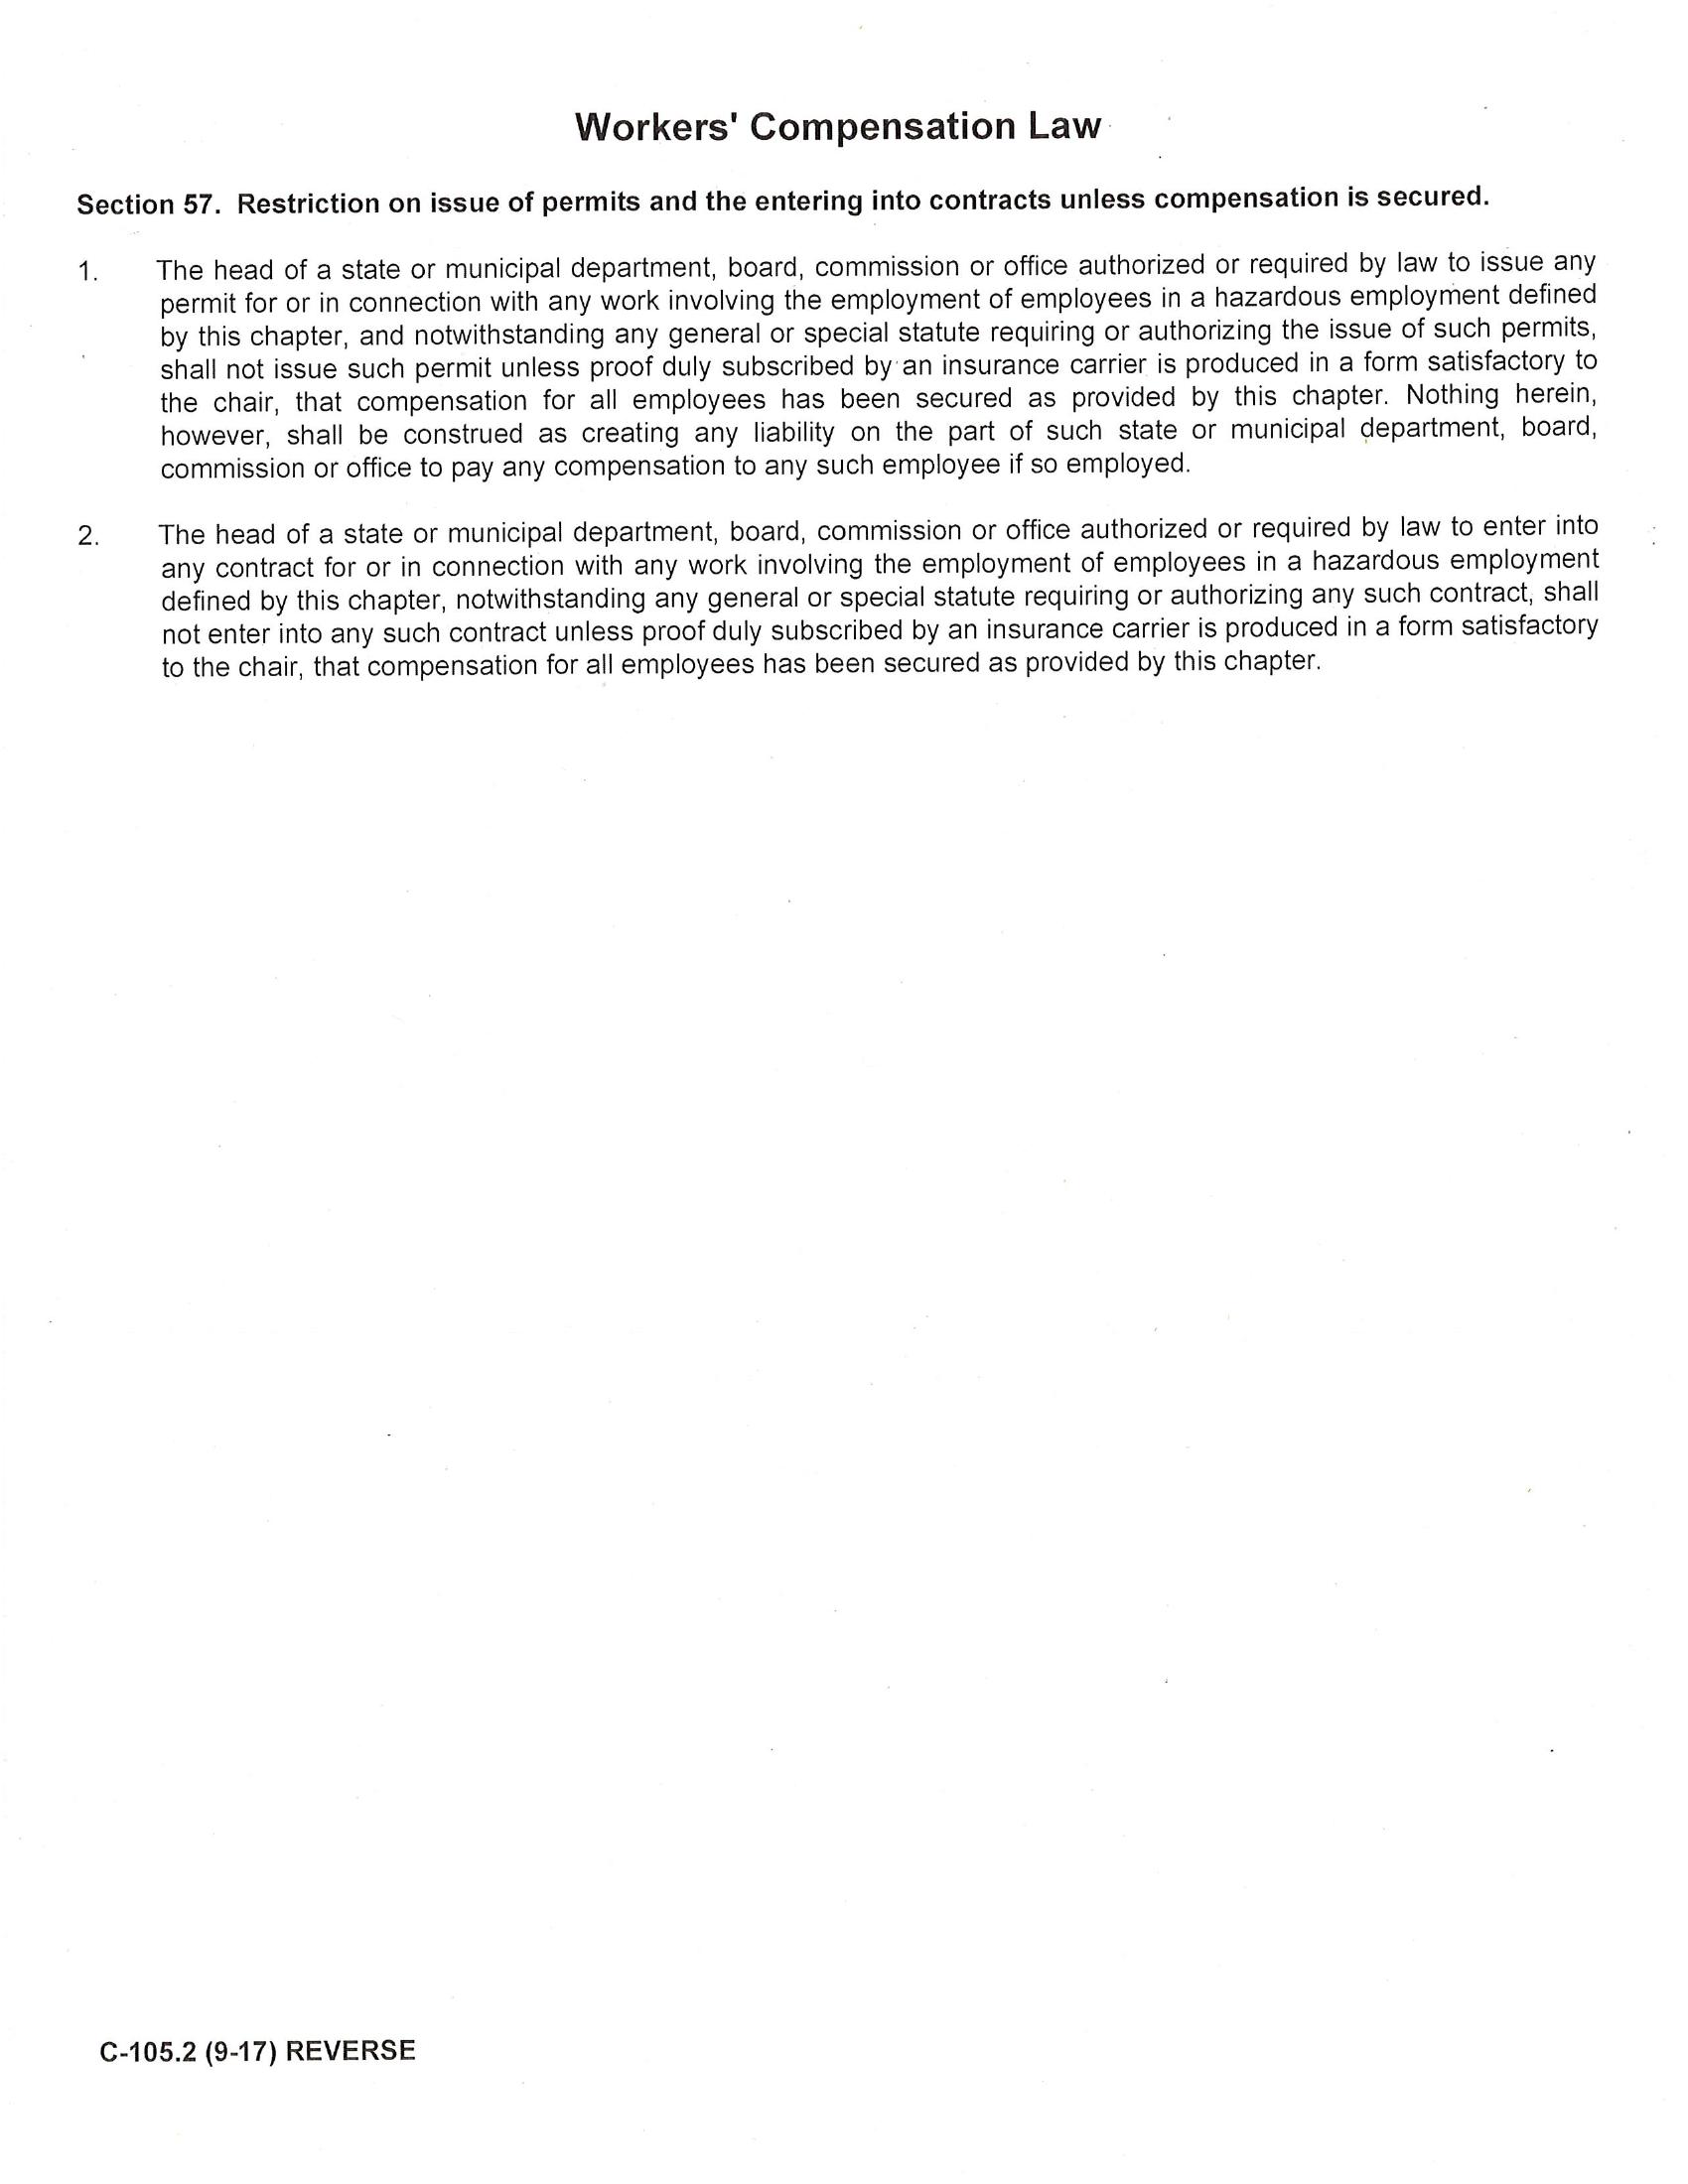 Workers' Compensation Law
Section 57. Restriction on issue of permits and the entering into contracts unless compensation is secured.
1. The head of a state or municipal department, board, commission or office authorized or required by law to issue any
permit for or in connection with any work involving the employment of employees in a hazardous employment defined
by this chapter, and notwithstanding any general or special statute requiring or authorizing the issue of such permits,
shall not issue such permit unless proof duly subscribed by an insurance carrier is produced in a form satisfactory to
the chair, that compensation for all employees has been secured as provided by this chapter. Nothing herein,
however, shall be construed as creating any liability on the part of such state or municipal department, board,
commission or office to pay any compensation to any such employee if so employed.
2. The head of a state or municipal department, board, commission or office authorized or required by law to enter into
any contract for or in connection with any work involving the employment of employees in a hazardous employment
defined by this chapter, notwithstanding any general or special statute requiring or authorizing any such contract, shall
not enter into any such contract unless proof duly subscribed by an insurance carrier is produced in a form satisfactory
to the chair, that compensation for all employees has been secured as provided by this chapter.
C-105.2 (9-17) REVERSE